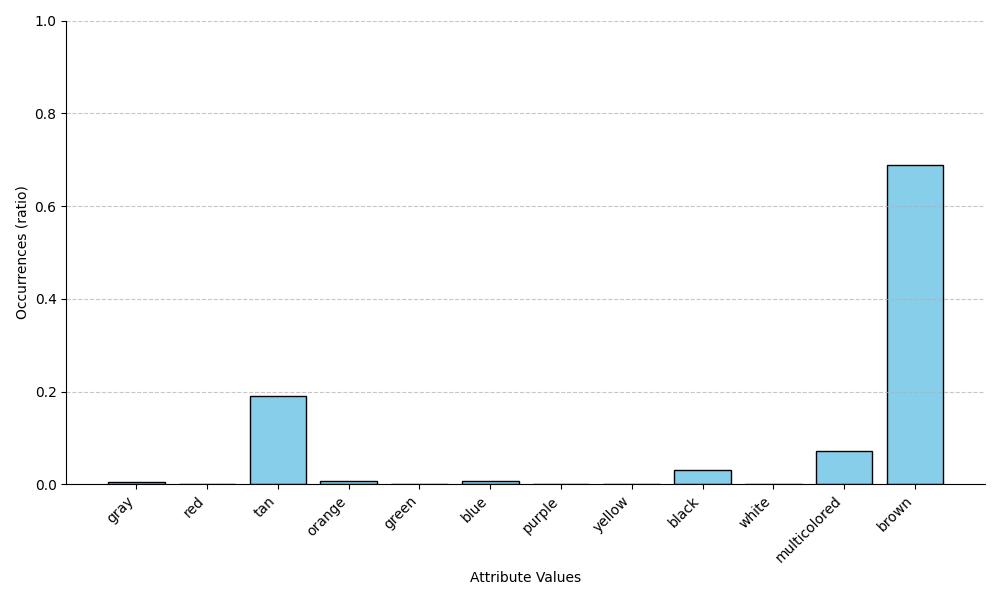 1.0
0.8
0.6
0.4
0.2
0.0
Occurrences (ratio)
gray
red
tan
orange
green
blue
purple
yellow
black
white
multicolored
brown
Attribute Values